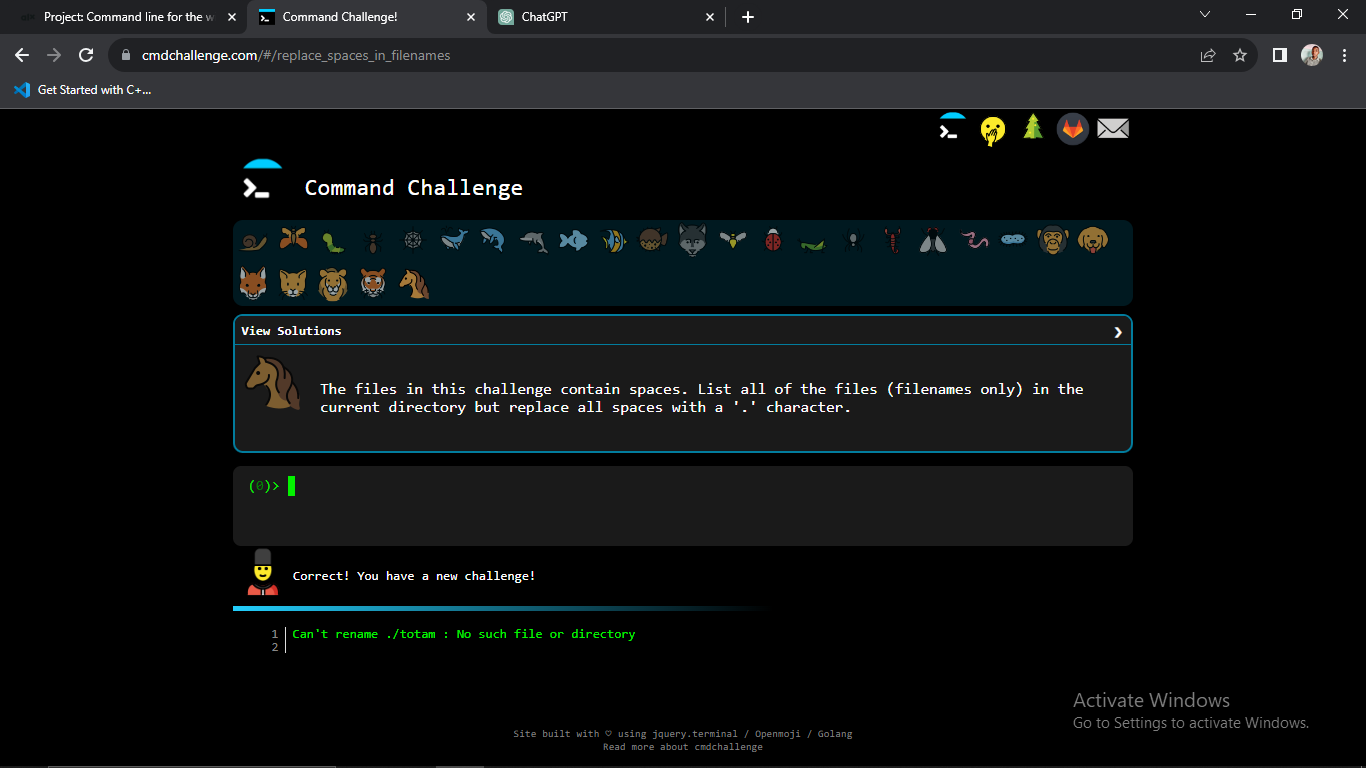 Project: Command line for the w
Command Challenge!
ChatGPT
cmdchallenge.com/#/replace_spaces_in_filenames
Get Started with C+...
Command Challenge
View Solutions
The files in this challenge contain spaces. List all of the files (filenames only) in the
current directory but replace all spaces with a '.' character.
(0)>
Correct! You have a new challenge!
1 Can't rename ./totam : No such file or directory
2
Activate Windows
Go to Settings to activate Windows.
Site built with ♡ using jquery.terminal / Openmoji / Golang
Read more about cmdchallenge